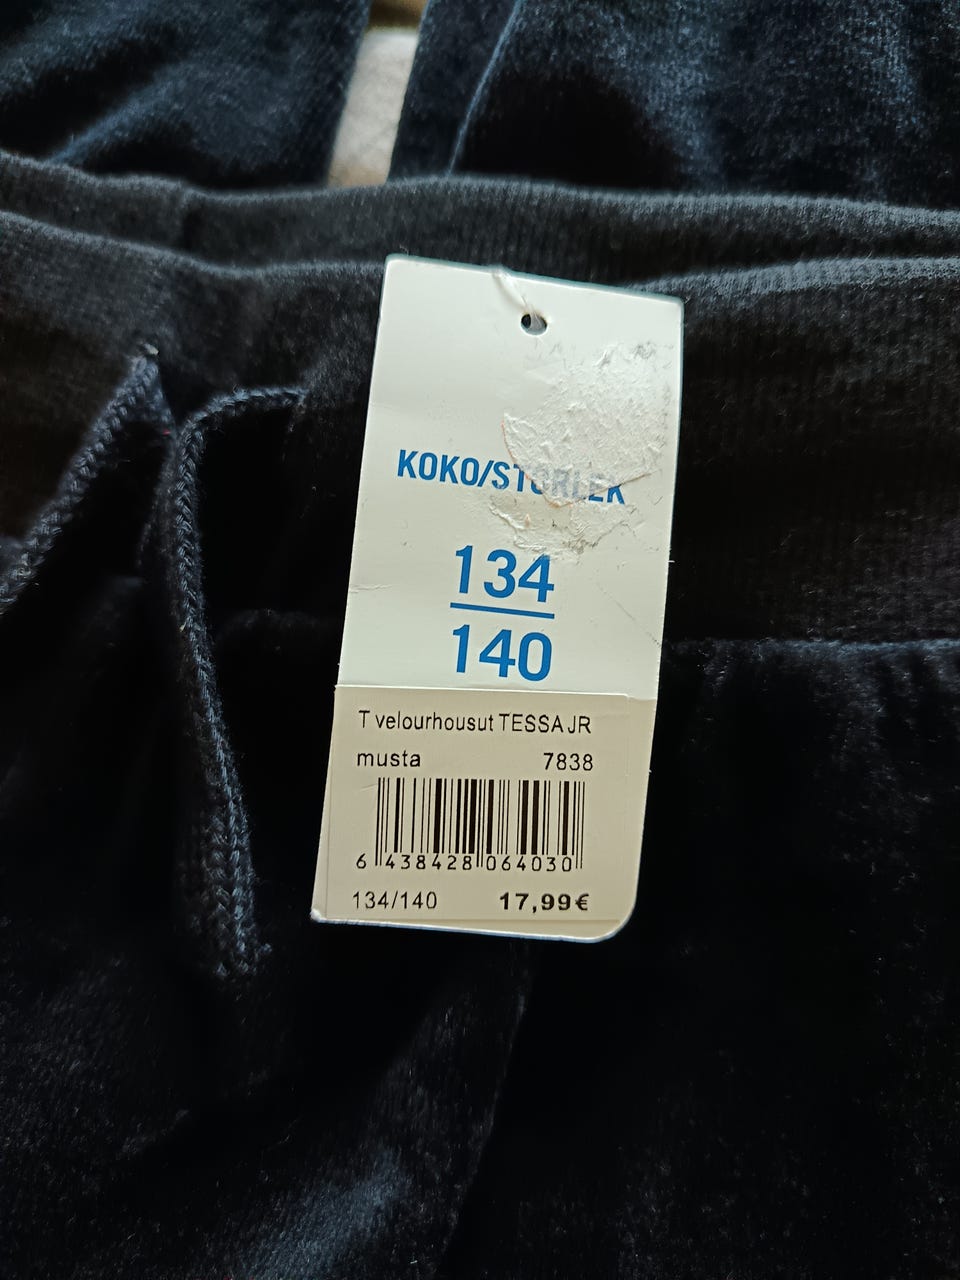 KOKO/STORLEK
134
140
T velourhousut TESSA JR
musta 7838
6 438428 064030
134/140 17,99€